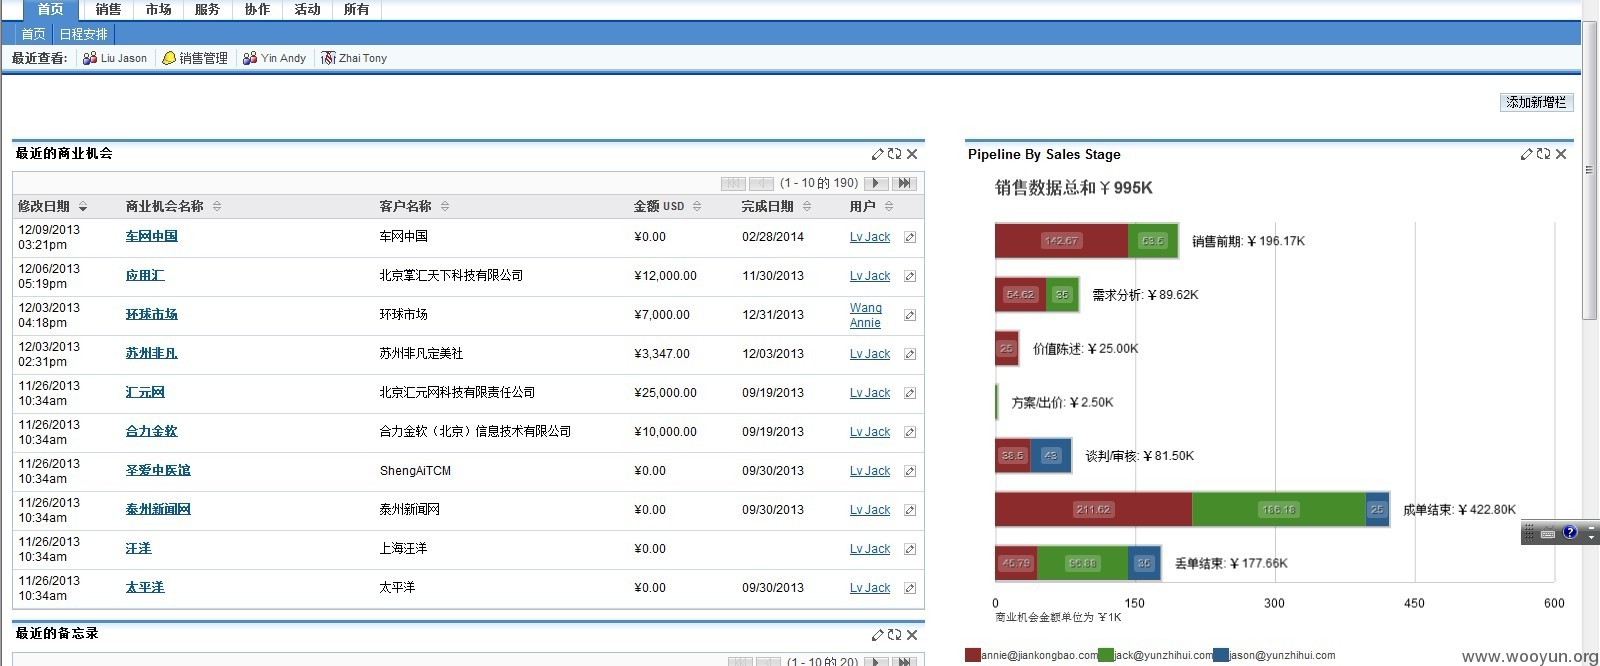 首页 销售 市场 服务 协作 活动 所有
首页 日程安排
最近查看: Liu Jason 销售管理 Yin Andy Zhai Tony
添加新增栏
最近的商业机会
(1 - 10 的 190)
修改日期 商业机会名称 客户名称 金额 USD 完成日期 用户
12/09/2013 03:21pm 车网中国 车网中国 ¥0.00 02/28/2014 Lv Jack
12/06/2013 05:19pm 应用汇 北京掌汇天下科技有限公司 ¥12,000.00 11/30/2013 Lv Jack
12/03/2013 04:18pm 环球市场 环球市场 ¥7,000.00 12/31/2013 Wang Annie
12/03/2013 02:31pm 苏州非凡 苏州非凡定美社 ¥3,347.00 12/03/2013 Lv Jack
11/26/2013 10:34am 汇元网 北京汇元网科技有限责任公司 ¥25,000.00 09/19/2013 Lv Jack
11/26/2013 10:34am 合力金软 合力金软（北京）信息技术有限公司 ¥10,000.00 09/19/2013 Lv Jack
11/26/2013 10:34am 圣爱中医馆 ShengAiTCM ¥0.00 09/30/2013 Lv Jack
11/26/2013 10:34am 泰州新闻网 泰州新闻网 ¥0.00 09/30/2013 Lv Jack
11/26/2013 10:34am 汪洋 上海汪洋 ¥0.00 Lv Jack
11/26/2013 10:34am 太平洋 太平洋 ¥0.00 09/30/2013 Lv Jack
最近的备忘录
(1 - 10 的 20)
Pipeline By Sales Stage
销售数据总和￥995K
142.67 53.5 销售前期: ￥196.17K
54.62 35 需求分析: ￥89.62K
25 价值陈述: ￥25.00K
方案/出价: ￥2.50K
38.5 43 谈判/审核: ￥81.50K
211.62 186.18 25 成单结束: ￥422.80K
45.79 96.88 35 丢单结束: ￥177.66K
0 150 300 450 600
商业机会金额单位为 ￥1K
annie@jiankongbao.com jack@yunzhihui.com jason@yunzhihui.com
www.wooyun.org